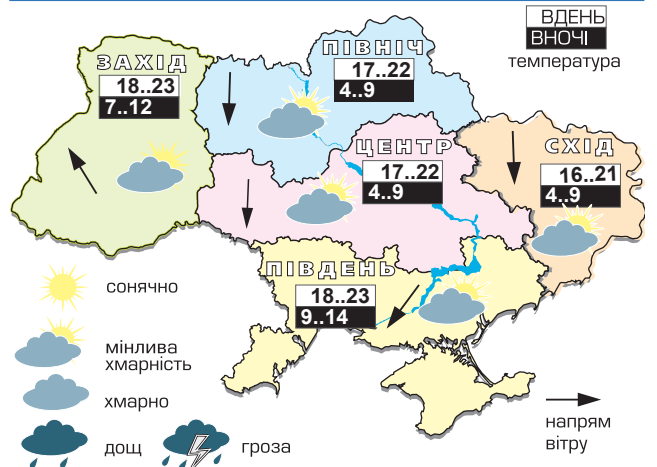 ВДЕНЬ
ВНОЧІ
температура
ЗАХІД
18..23
7..12
ПІВНІЧ
17..22
4..9
ЦЕНТР
17..22
4..9
СХІД
16..21
4..9
ПІВДЕНЬ
18..23
9..14
сонячно
мінлива
хмарність
хмарно
дощ
гроза
напрям
вітру